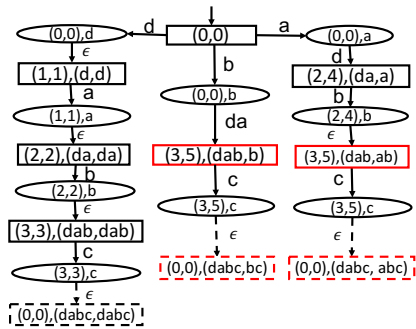 (0,0),d
d
(0,0)
a
(0,0),a
ϵ
b
d
(1,1),(d,d)
(0,0),b
(2,4),(da,a)
a
da
b
(1,1),a
(2,4),b
ϵ
ϵ
(2,2),(da,da)
(3,5),(dab,b)
(3,5),(dab,ab)
b
c
c
(2,2),b
(3,5),c
(3,5),c
ϵ
(3,3),(dab,dab)
ϵ
ϵ
c
(3,3),c
(0,0),(dabc,bc)
(0,0),(dabc, abc)
ϵ
(0,0),(dabc,dabc)